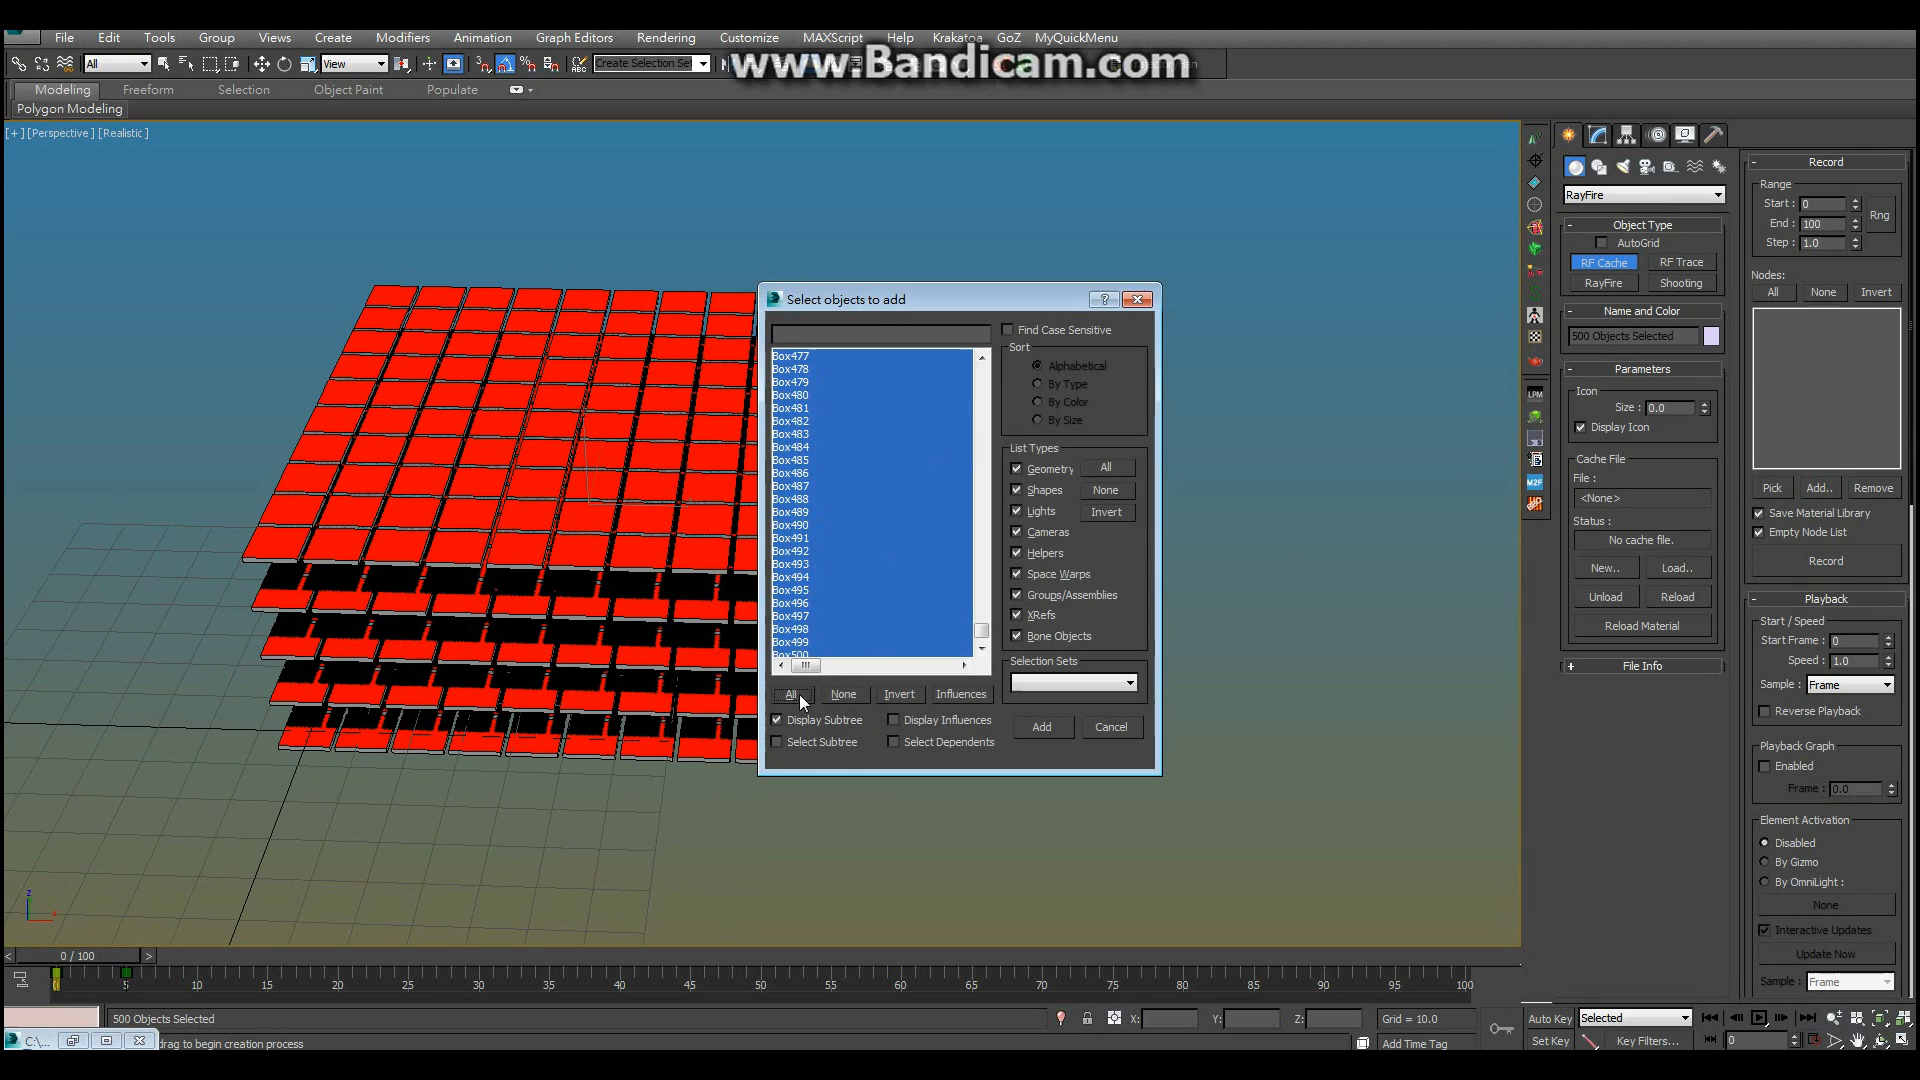 File Edit Tools Group Views Create Modifiers Animation Graph Editors Rendering Customize MAXScript Help Krakatoa GoZ MyQuickMenu
All View Create Selection Set
www.Bandicam.com
Modeling Freeform Selection Object Paint Populate
Polygon Modeling
[+] [Perspective] [Realistic]
Select objects to add
Find Case Sensitive
Sort
Alphabetical
By Type
By Color
By Size
List Types
Geometry All
Shapes None
Lights Invert
Cameras
Helpers
Space Warps
Groups/Assemblies
XRefs
Bone Objects
Selection Sets
Box477
Box478
Box479
Box480
Box481
Box482
Box483
Box484
Box485
Box486
Box487
Box488
Box489
Box490
Box491
Box492
Box493
Box494
Box495
Box496
Box497
Box498
Box499
Box500
All None Invert Influences
Display Subtree Display Influences
Select Subtree Select Dependents
Add Cancel
LPM
M2F
RayFire
Object Type
AutoGrid
RF Cache RF Trace
RayFire Shooting
Name and Color
500 Objects Selected
Parameters
Icon
Size : 0.0
Display Icon
Cache File
File :
<None>
Status :
No cache file.
New.. Load..
Unload Reload
Reload Material
File Info
Record
Range
Start : 0
End : 100
Step : 1.0
Rng
Nodes:
All None Invert
Pick Add.. Remove
Save Material Library
Empty Node List
Record
Playback
Start / Speed
Start Frame : 0
Speed : 1.0
Sample : Frame
Reverse Playback
Playback Graph
Enabled
Frame : 0.0
Element Activation
Disabled
By Gizmo
By OmniLight :
None
Interactive Updates
Update Now
Sample : Frame
z
x
< 0 / 100 >
0 5 10 15 20 25 30 35 40 45 50 55 60 65 70 75 80 85 90 95 100
500 Objects Selected X: Y: Z: Grid = 10.0 Auto Key Selected
C:\... drag to begin creation process Add Time Tag Set Key Key Filters... 0